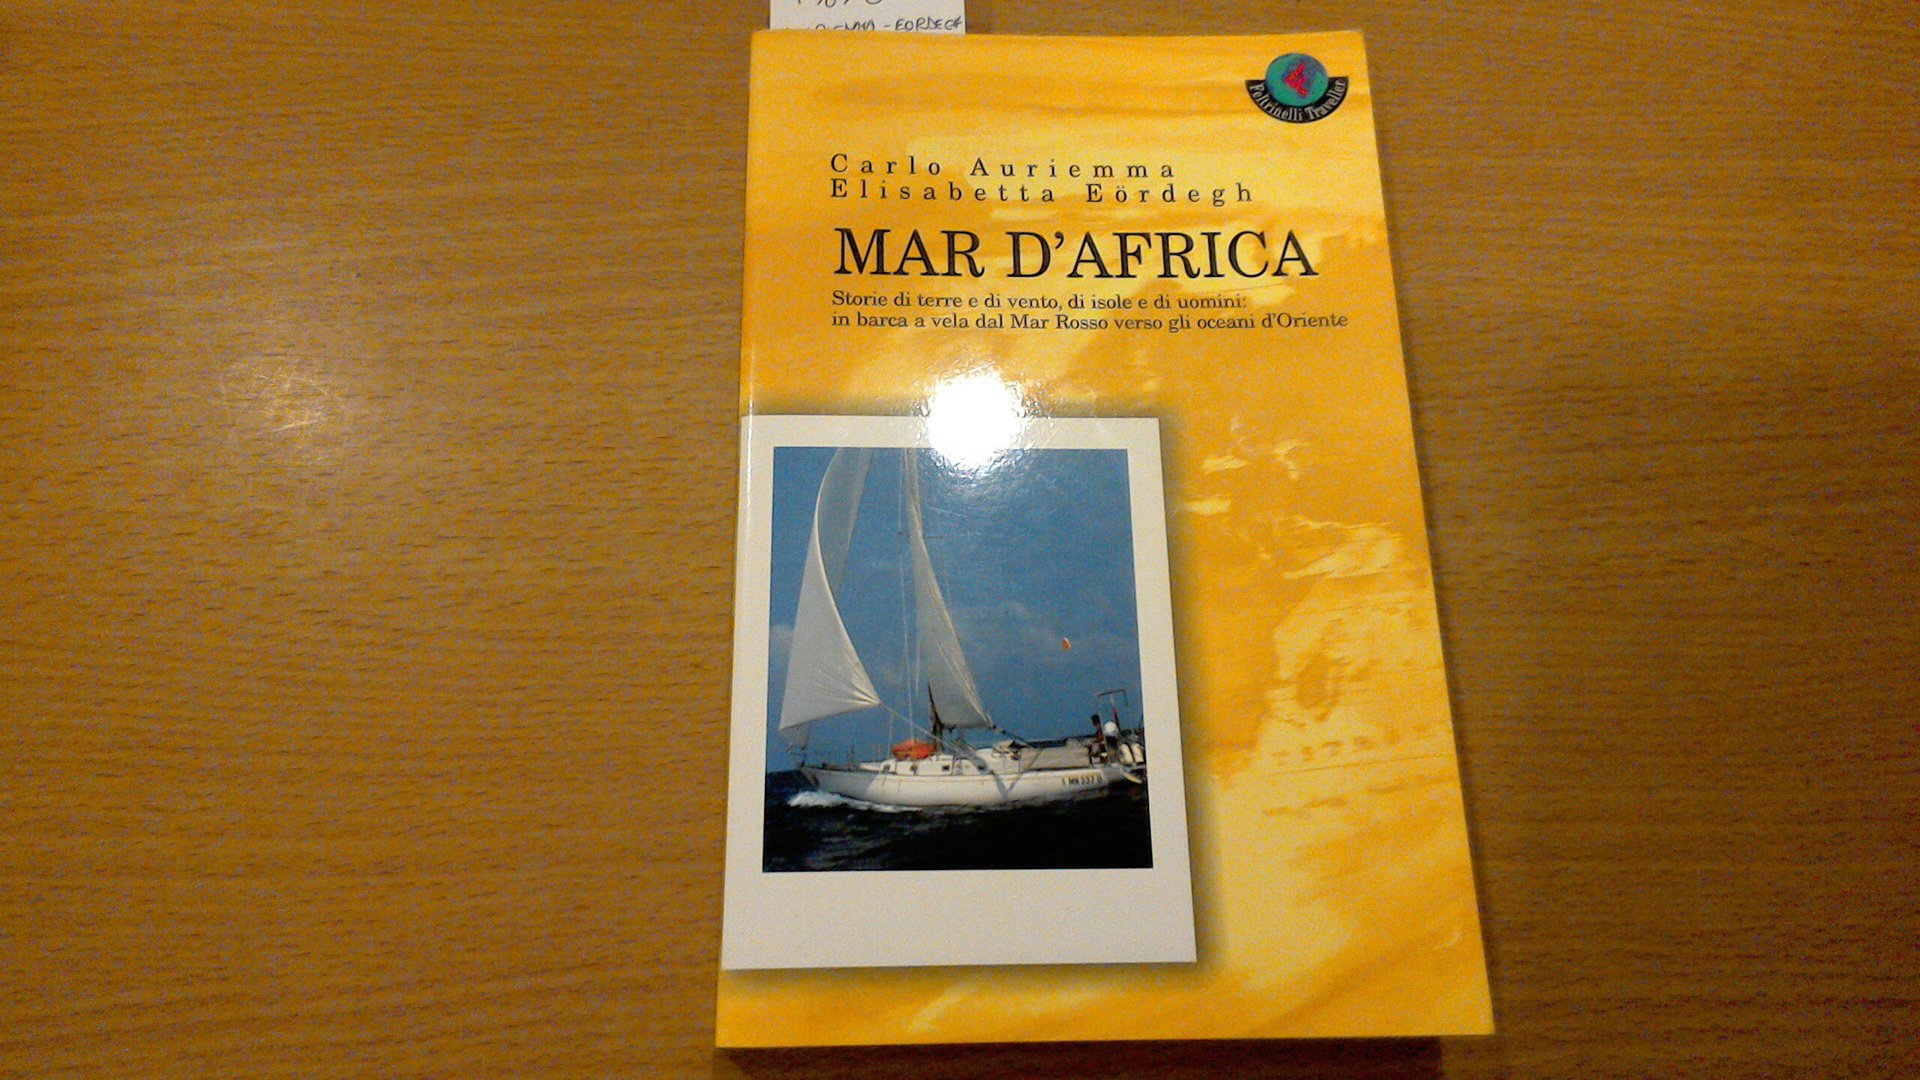 EORDEGH
Feltrinelli Traveller
Carlo Auriemma
Elisabetta Eördegh
MAR D'AFRICA
Storie di terre e di vento, di isole e di uomini:
in barca a vela dal Mar Rosso verso gli oceani d'Oriente